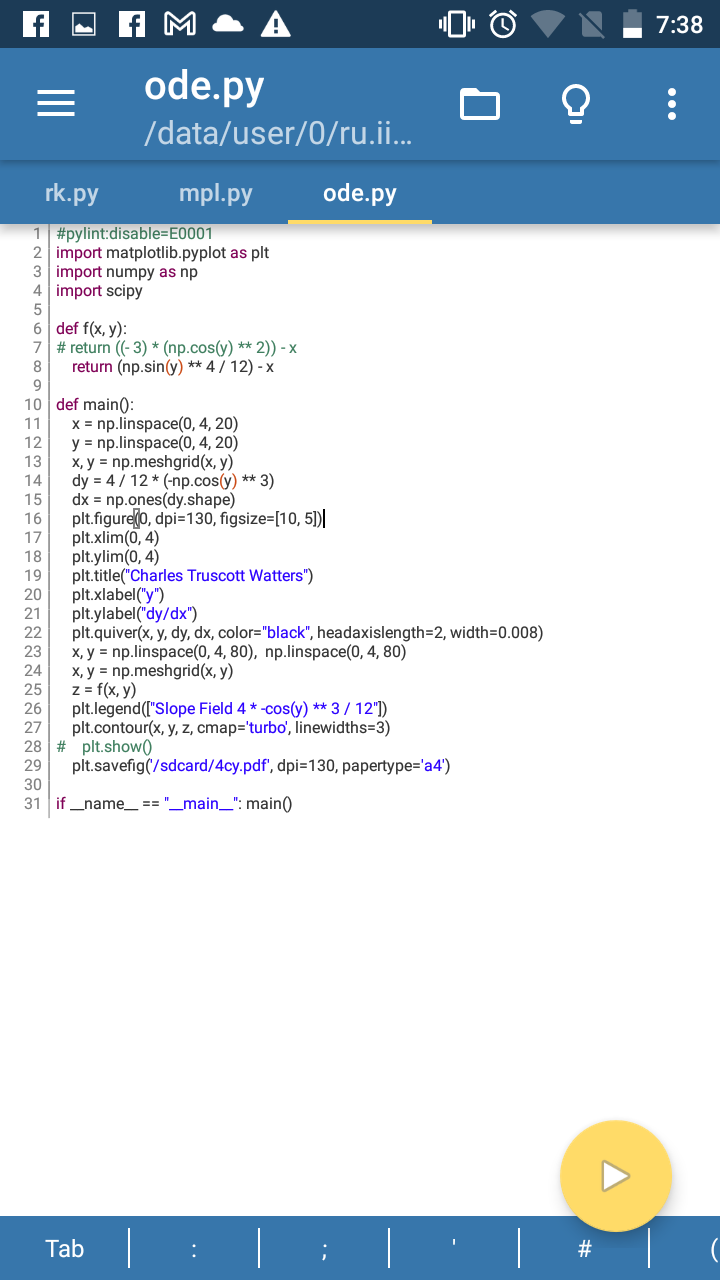 7:38
ode.py
/data/user/0/ru.ii...
rk.py mpl.py ode.py
1 #pylint:disable=E0001
2 import matplotlib.pyplot as plt
3 import numpy as np
4 import scipy
5
6 def f(x, y):
7 # return ((- 3) * (np.cos(y) ** 2)) - x
8     return (np.sin(y) ** 4 / 12) - x
9
10 def main():
11     x = np.linspace(0, 4, 20)
12     y = np.linspace(0, 4, 20)
13     x, y = np.meshgrid(x, y)
14     dy = 4 / 12 * (-np.cos(y) ** 3)
15     dx = np.ones(dy.shape)
16     plt.figure(0, dpi=130, figsize=[10, 5])
17     plt.xlim(0, 4)
18     plt.ylim(0, 4)
19     plt.title("Charles Truscott Watters")
20     plt.xlabel("y")
21     plt.ylabel("dy/dx")
22     plt.quiver(x, y, dy, dx, color="black", headaxislength=2, width=0.008)
23     x, y = np.linspace(0, 4, 80),  np.linspace(0, 4, 80)
24     x, y = np.meshgrid(x, y)
25     z = f(x, y)
26     plt.legend(["Slope Field 4 * -cos(y) ** 3 / 12"])
27     plt.contour(x, y, z, cmap='turbo', linewidths=3)
28 #    plt.show()
29     plt.savefig('/sdcard/4cy.pdf', dpi=130, papertype='a4')
30
31 if __name__ == "__main__": main()
Tab : ; ' # (